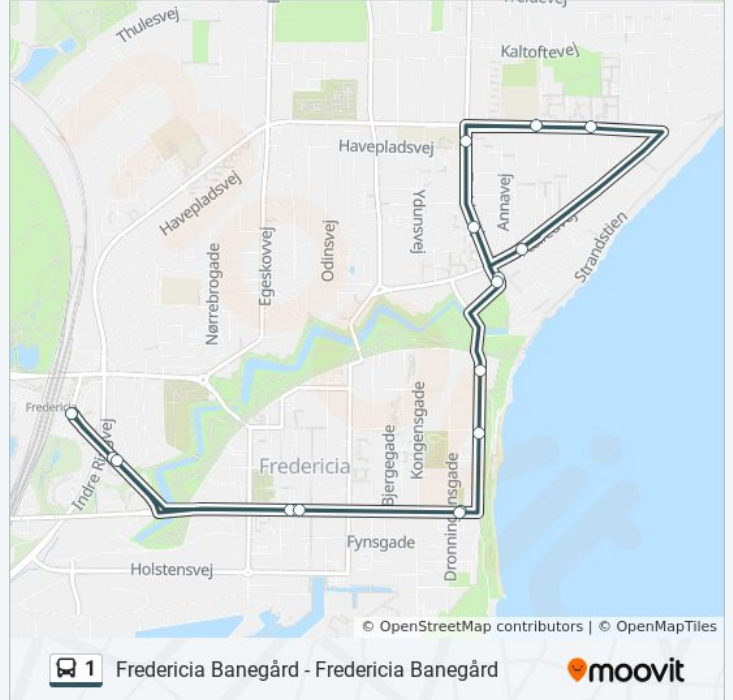 Thulesvej
Kaltoftevej
Havepladsvej
Havepladsvej
Annavej
Ydunsvej
Strandstien
Odinsvej
Egeskovvej
Nørrebrogade
Fredericia
Kongensgade
Bjergegade
Indre Ringvej
Fredericia
Dronningensgade
Fynsgade
Holstensvej
© OpenStreetMap contributors | © OpenMapTiles
1 Fredericia Banegård - Fredericia Banegård
moovit